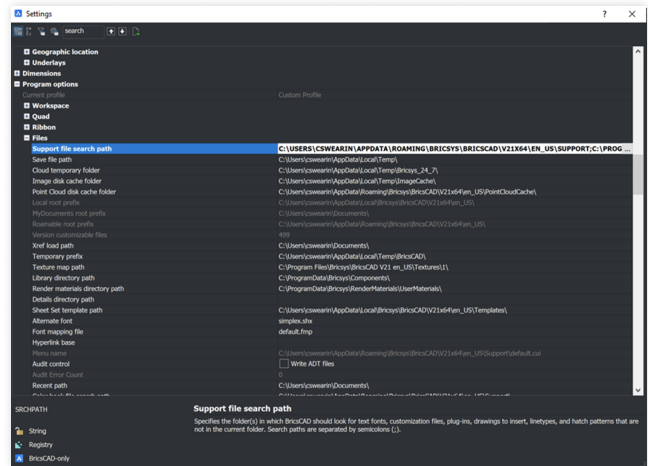 Settings
search
Geographic location
Underlays
Dimensions
Program options
Current profile Custom Profile
Workspace
Quad
Ribbon
Files
Support file search path C:\USERS\CSWEARIN\APPDATA\ROAMING\BRICSYS\BRICSCAD\V21X64\EN_US\SUPPORT;C:\PROG ...
Save file path C:\Users\cswearin\AppData\Local\Temp\
Cloud temporary folder C:\Users\cswearin\AppData\Local\Temp\Bricsys_24_7\
Image disk cache folder C:\Users\cswearin\AppData\Local\Temp\ImageCache\
Point Cloud disk cache folder C:\Users\cswearin\AppData\Roaming\Bricsys\BricsCAD\V21x64\en_US\PointCloudCache\
Local root prefix C:\Users\cswearin\AppData\Local\Bricsys\BricsCAD\V21x64\en_US\
MyDocuments root prefix C:\Users\cswearin\Documents\
Roamable root prefix C:\Users\cswearin\AppData\Roaming\Bricsys\BricsCAD\V21x64\en_US\
Version customizable files 499
Xref load path C:\Users\cswearin\Documents\
Temporary prefix C:\Users\cswearin\AppData\Local\Temp\BricsCAD\
Texture map path C:\Program Files\Bricsys\BricsCAD V21 en_US\Textures\1\
Library directory path C:\ProgramData\Bricsys\Components\
Render materials directory path C:\ProgramData\Bricsys\RenderMaterials\UserMaterials\
Details directory path
Sheet Set template path C:\Users\cswearin\AppData\Local\Bricsys\BricsCAD\V21x64\en_US\Templates\
Alternate font simplex.shx
Font mapping file default.fmp
Hyperlink base
Menu name C:\Users\cswearin\AppData\Roaming\Bricsys\BricsCAD\V21x64\en_US\Support\default.cui
Audit control Write ADT files
Audit Error Count 0
Recent path C:\Users\cswearin\Documents\
SRCHPATH
Support file search path
Specifies the folder(s) in which BricsCAD should look for text fonts, customization files, plug-ins, drawings to insert, linetypes, and hatch patterns that are
not in the current folder. Search paths are separated by semicolons (;).
String
Registry
BricsCAD-only